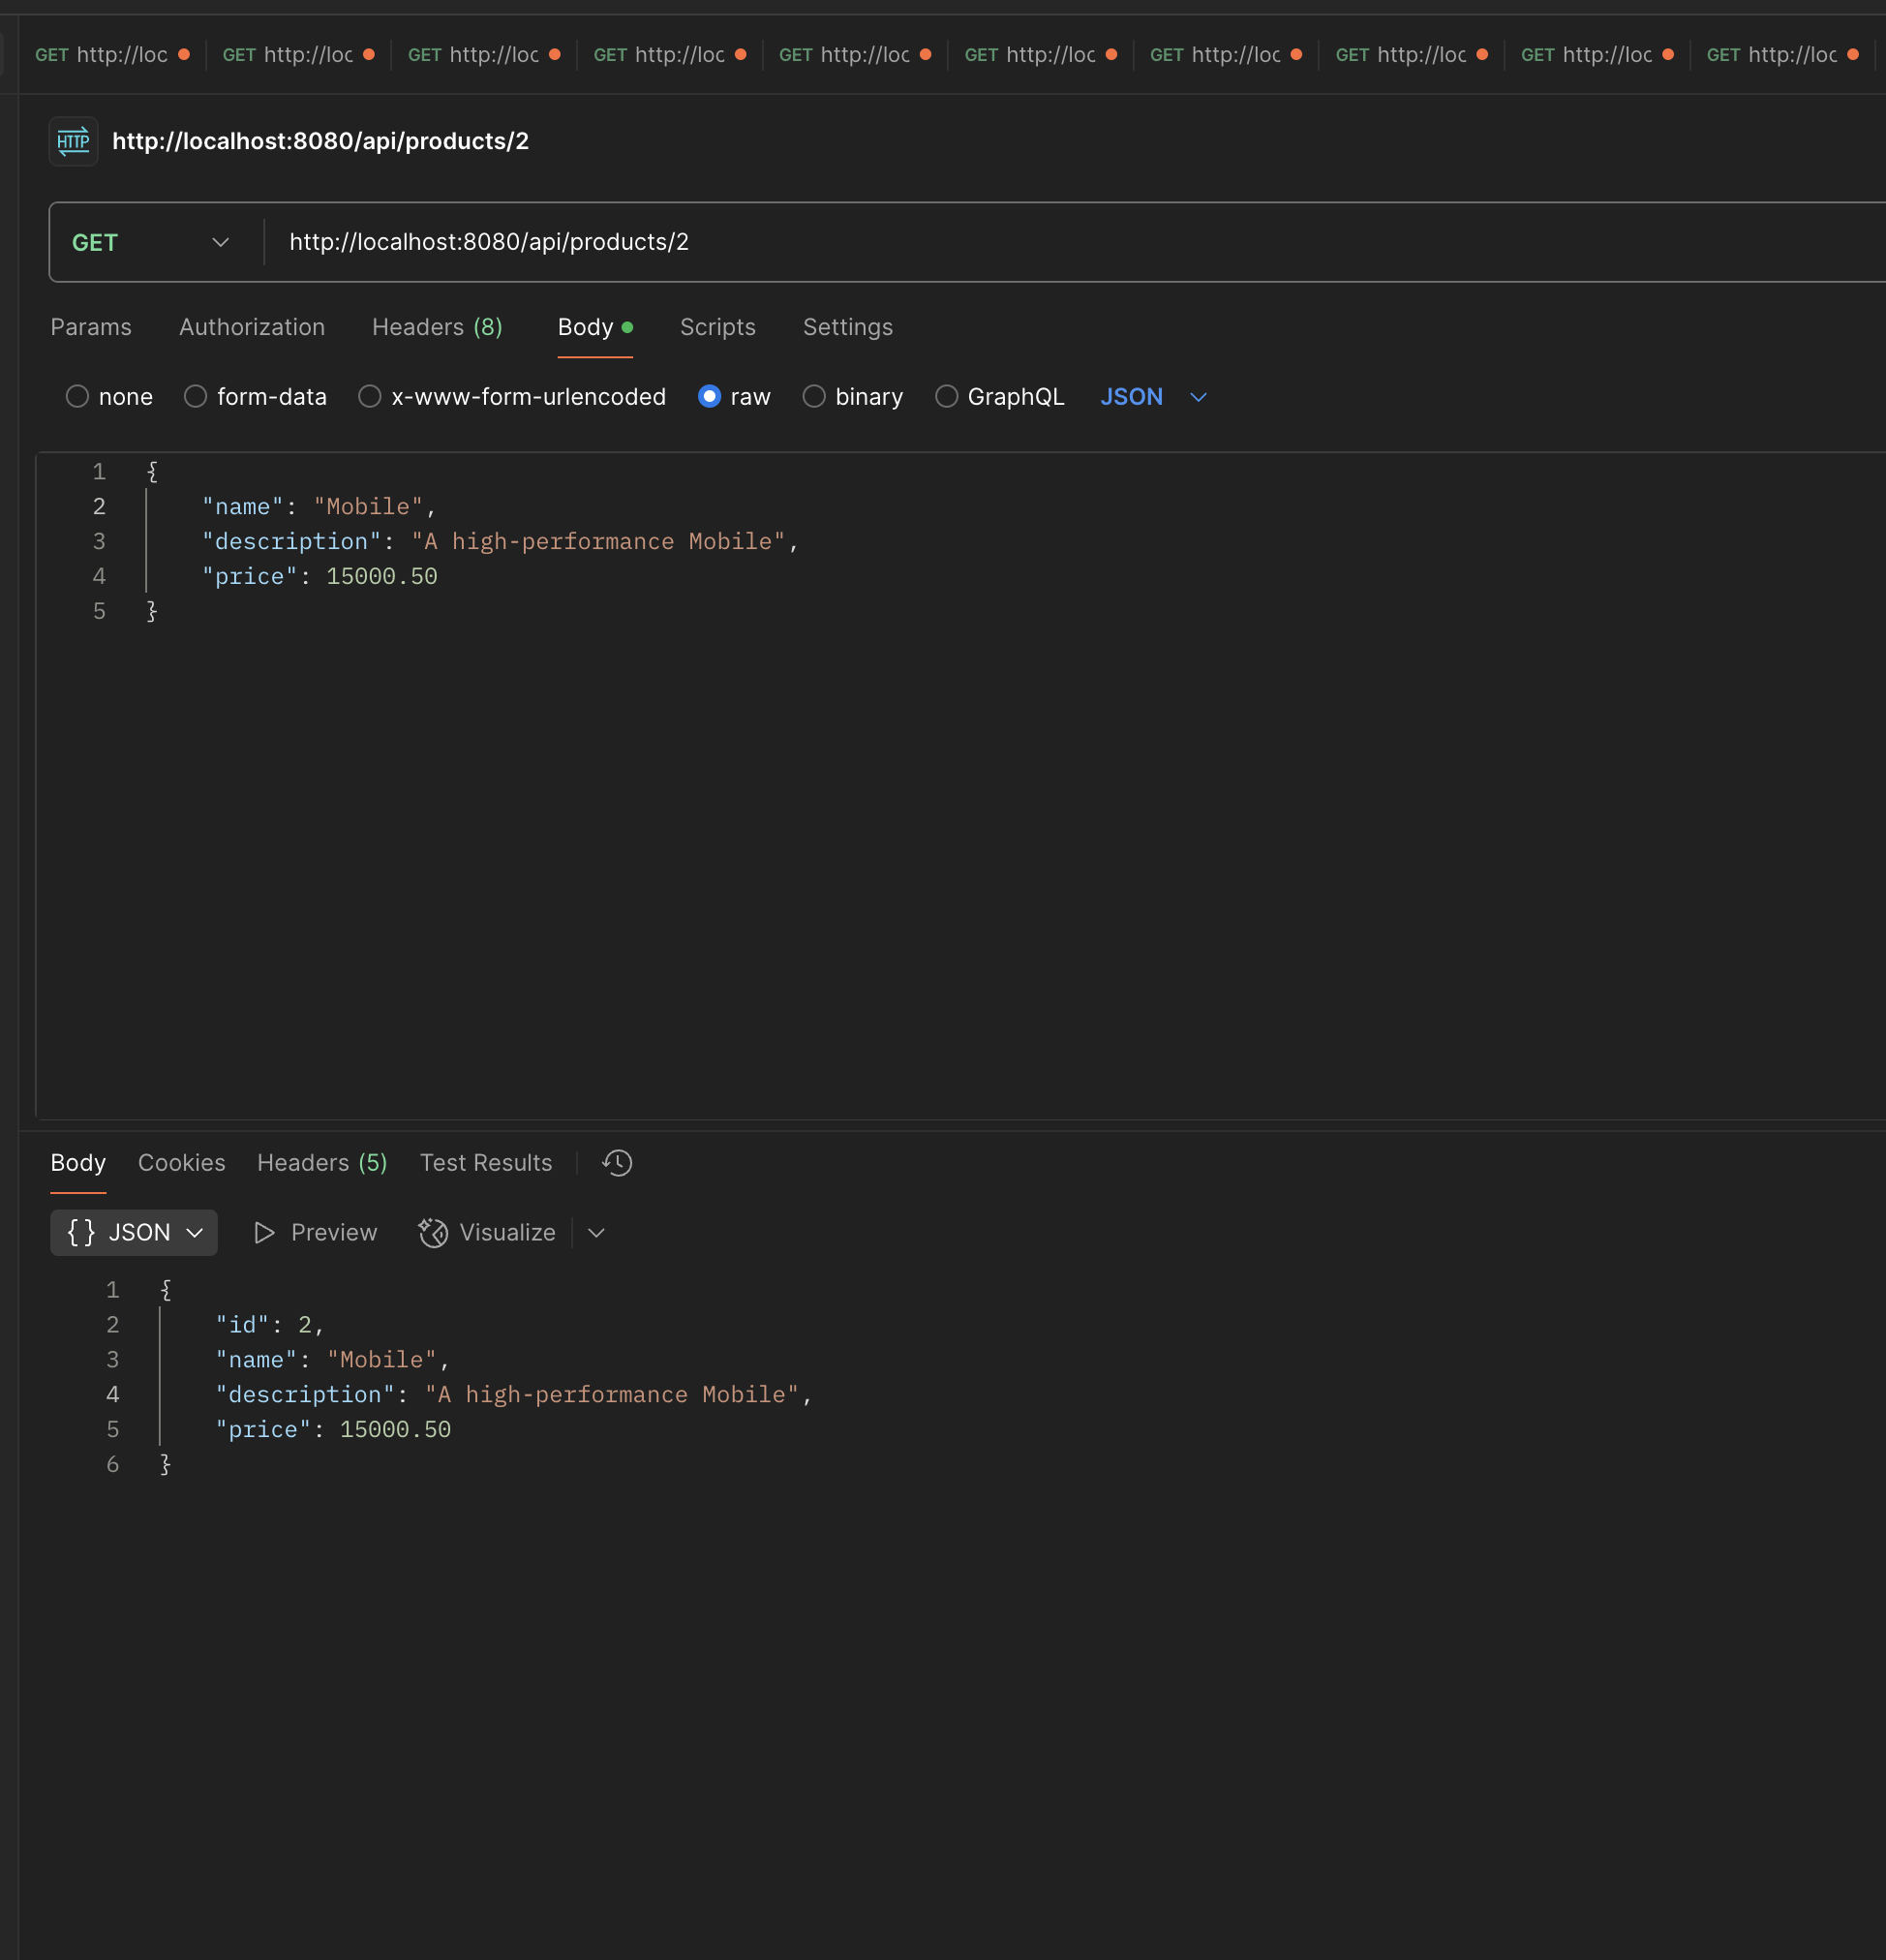 GET http://loc GET http://loc GET http://loc GET http://loc GET http://loc GET http://loc GET http://loc GET http://loc GET http://loc GET http://loc
HTTP http://localhost:8080/api/products/2
GET http://localhost:8080/api/products/2
Params Authorization Headers (8) Body Scripts Settings
none form-data x-www-form-urlencoded raw binary GraphQL JSON
1 {
2 "name": "Mobile",
3 "description": "A high-performance Mobile",
4 "price": 15000.50
5 }
Body Cookies Headers (5) Test Results
{} JSON Preview Visualize
1 {
2 "id": 2,
3 "name": "Mobile",
4 "description": "A high-performance Mobile",
5 "price": 15000.50
6 }